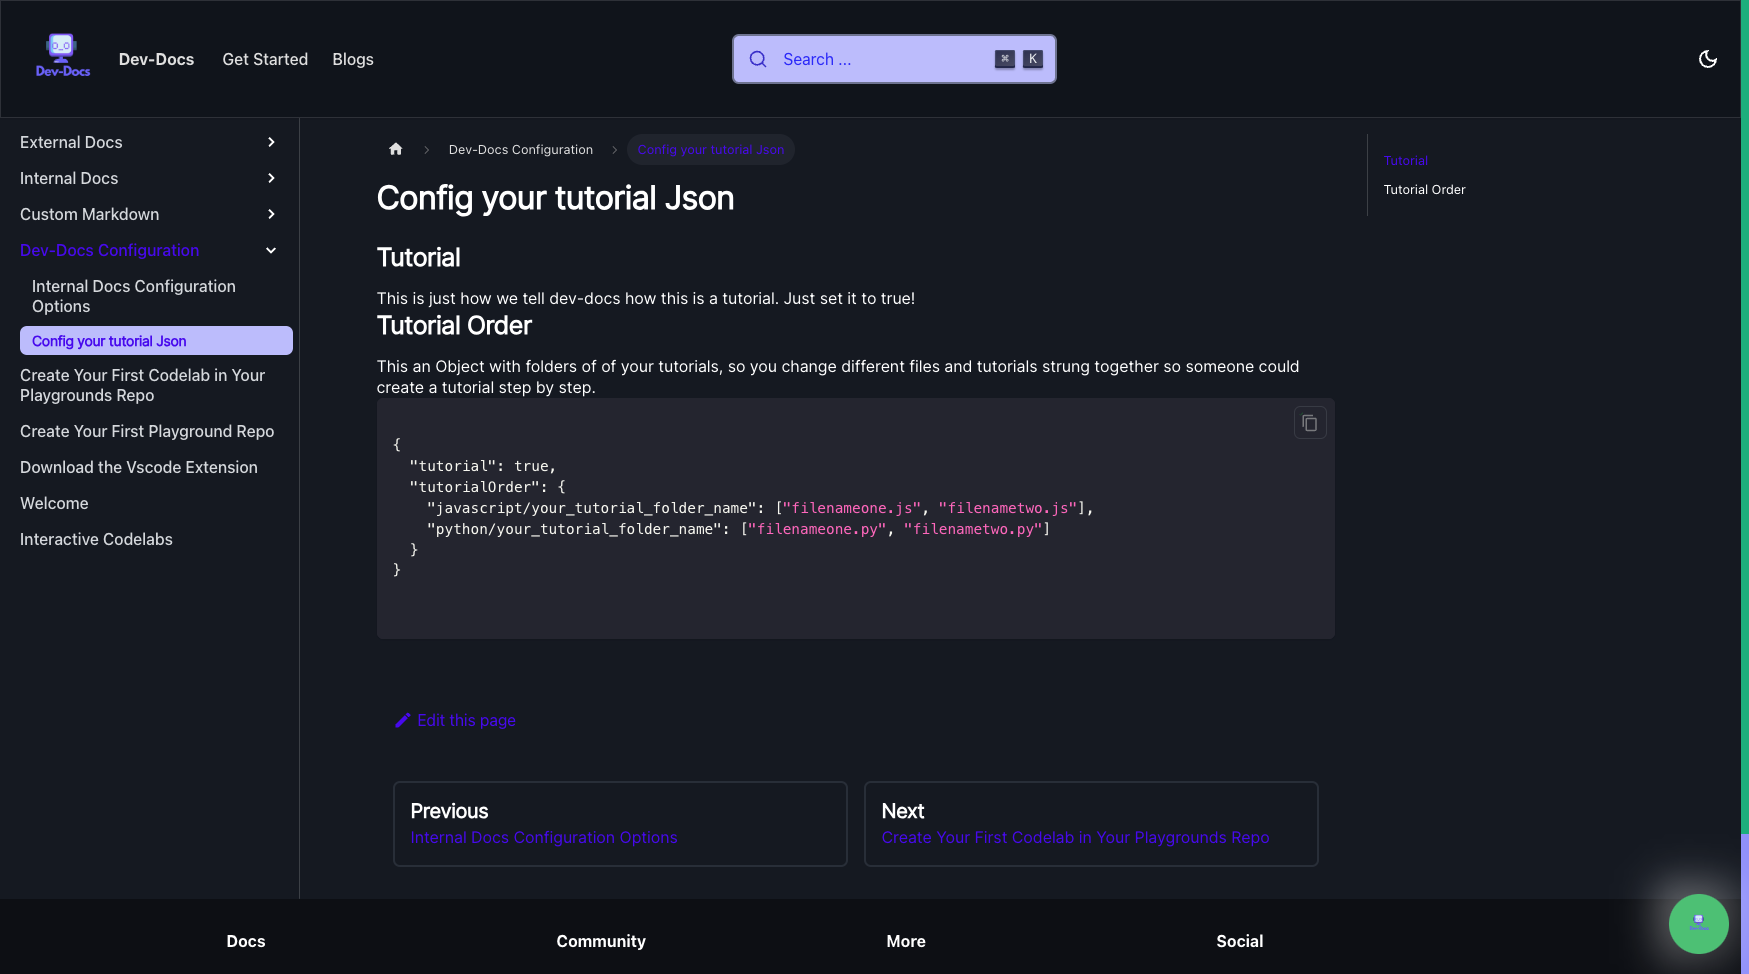 Dev-Docs
Dev-Docs
Get Started
Blogs
Search ...
⌘ K
External Docs
Internal Docs
Custom Markdown
Dev-Docs Configuration
Internal Docs Configuration
Options
Config your tutorial Json
Create Your First Codelab in Your
Playgrounds Repo
Create Your First Playground Repo
Download the Vscode Extension
Welcome
Interactive Codelabs
Dev-Docs Configuration
Config your tutorial Json
Config your tutorial Json
Tutorial
This is just how we tell dev-docs how this is a tutorial. Just set it to true!
Tutorial Order
This an Object with folders of of your tutorials, so you change different files and tutorials strung together so someone could
create a tutorial step by step.
{
  "tutorial": true,
  "tutorialOrder": {
    "javascript/your_tutorial_folder_name": ["filenameone.js", "filenametwo.js"],
    "python/your_tutorial_folder_name": ["filenameone.py", "filenametwo.py"]
  }
}
Edit this page
Previous
Internal Docs Configuration Options
Next
Create Your First Codelab in Your Playgrounds Repo
Tutorial
Tutorial Order
Docs
Community
More
Social